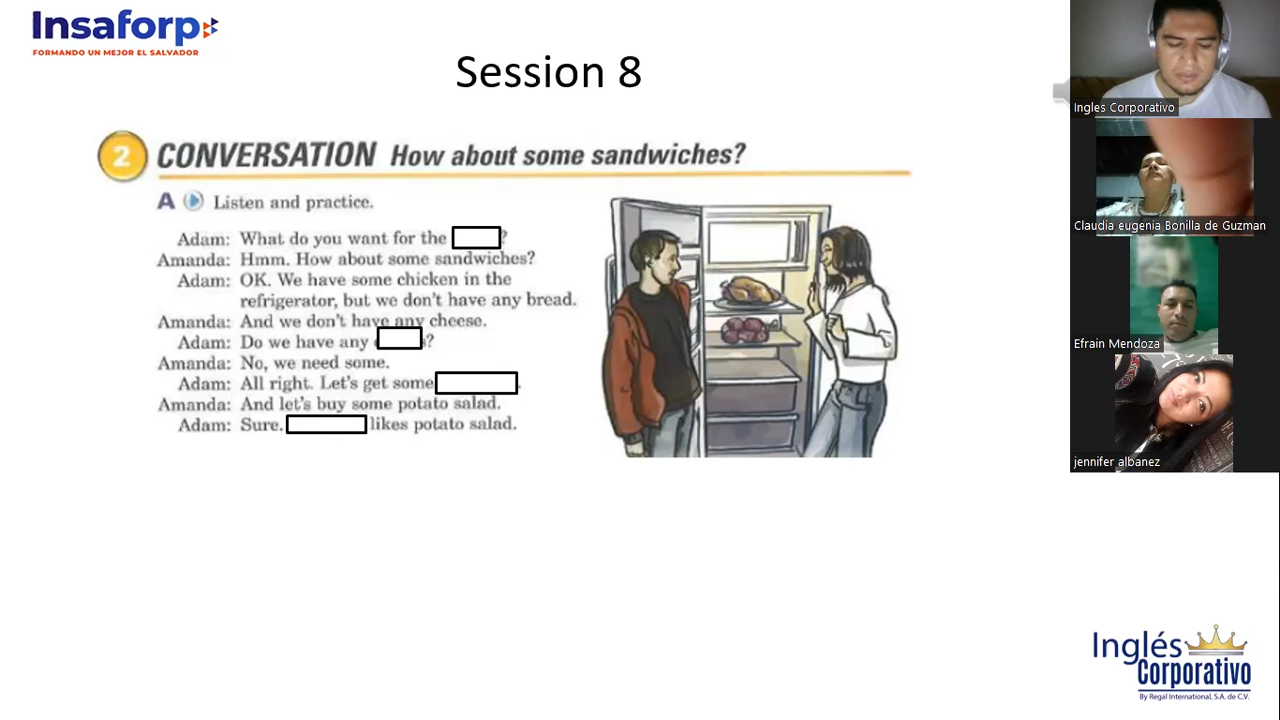 Insaforp
FORMANDO UN MEJOR EL SALVADOR
Session 8
2 CONVERSATION How about some sandwiches?
A Listen and practice.
Adam: What do you want for the ?
Amanda: Hmm. How about some sandwiches?
Adam: OK. We have some chicken in the
refrigerator, but we don't have any bread.
Amanda: And we don't have any cheese.
Adam: Do we have any ?
Amanda: No, we need some.
Adam: All right. Let's get some .
Amanda: And let's buy some potato salad.
Adam: Sure. likes potato salad.
Ingles Corporativo
Claudia eugenia Bonilla de Guzman
Efrain Mendoza
jennifer albanez
Inglés
Corporativo
By Regal International, S.A. de C.V.